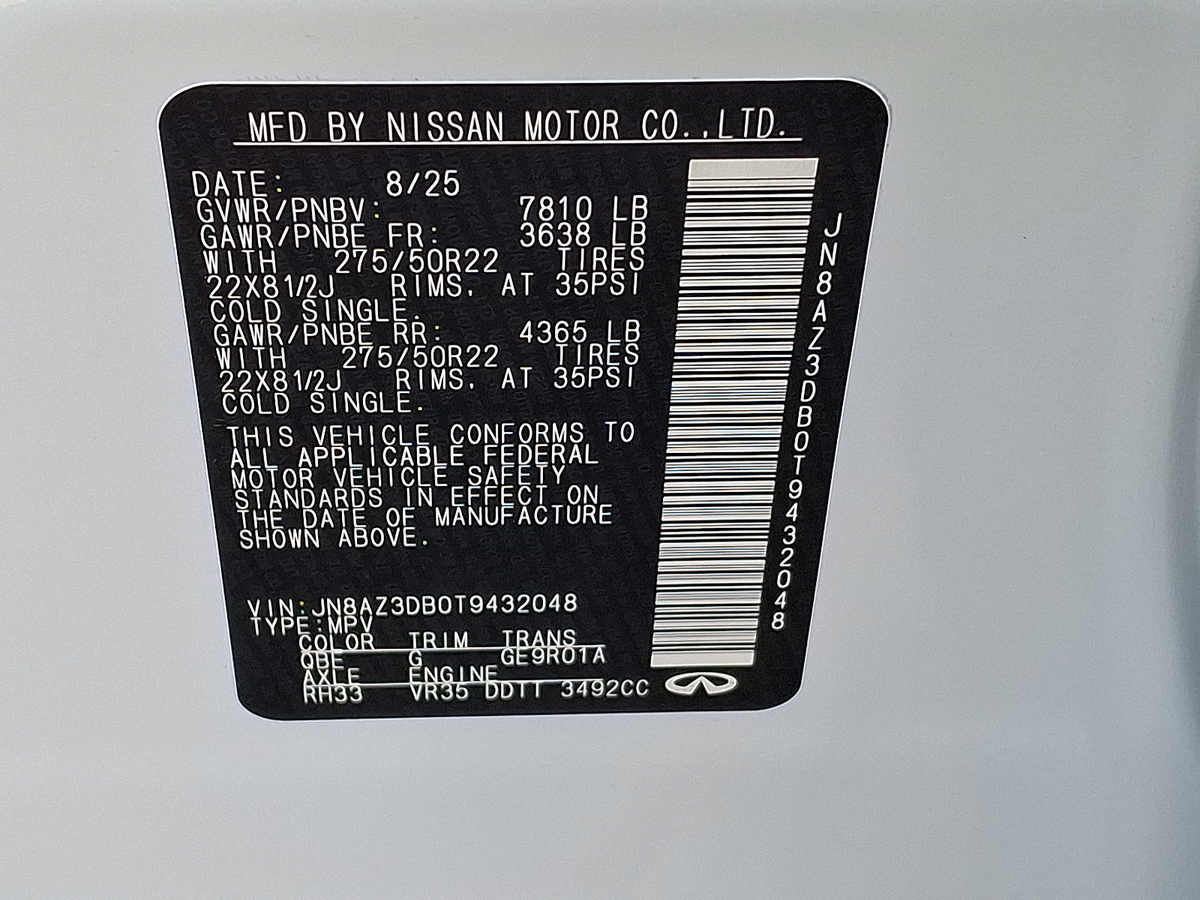 MFD BY NISSAN MOTOR CO.,LTD.
DATE: 8/25
GVWR/PNBV: 7810 LB
GAWR/PNBE FR: 3638 LB
WITH 275/50R22 TIRES
22X8 1/2J RIMS. AT 35PSI
COLD SINGLE.
GAWR/PNBE RR: 4365 LB
WITH 275/50R22 TIRES
22X8 1/2J RIMS. AT 35PSI
COLD SINGLE.
THIS VEHICLE CONFORMS TO
ALL APPLICABLE FEDERAL
MOTOR VEHICLE SAFETY
STANDARDS IN EFFECT ON
THE DATE OF MANUFACTURE
SHOWN ABOVE.
VIN:JN8AZ3DB0T9432048
TYPE:MPV
COLOR TRIM TRANS
QBE G GE9R01A
AXLE ENGINE
RH33 VR35 DDTT 3492CC
JN8AZ3DB0T9432048